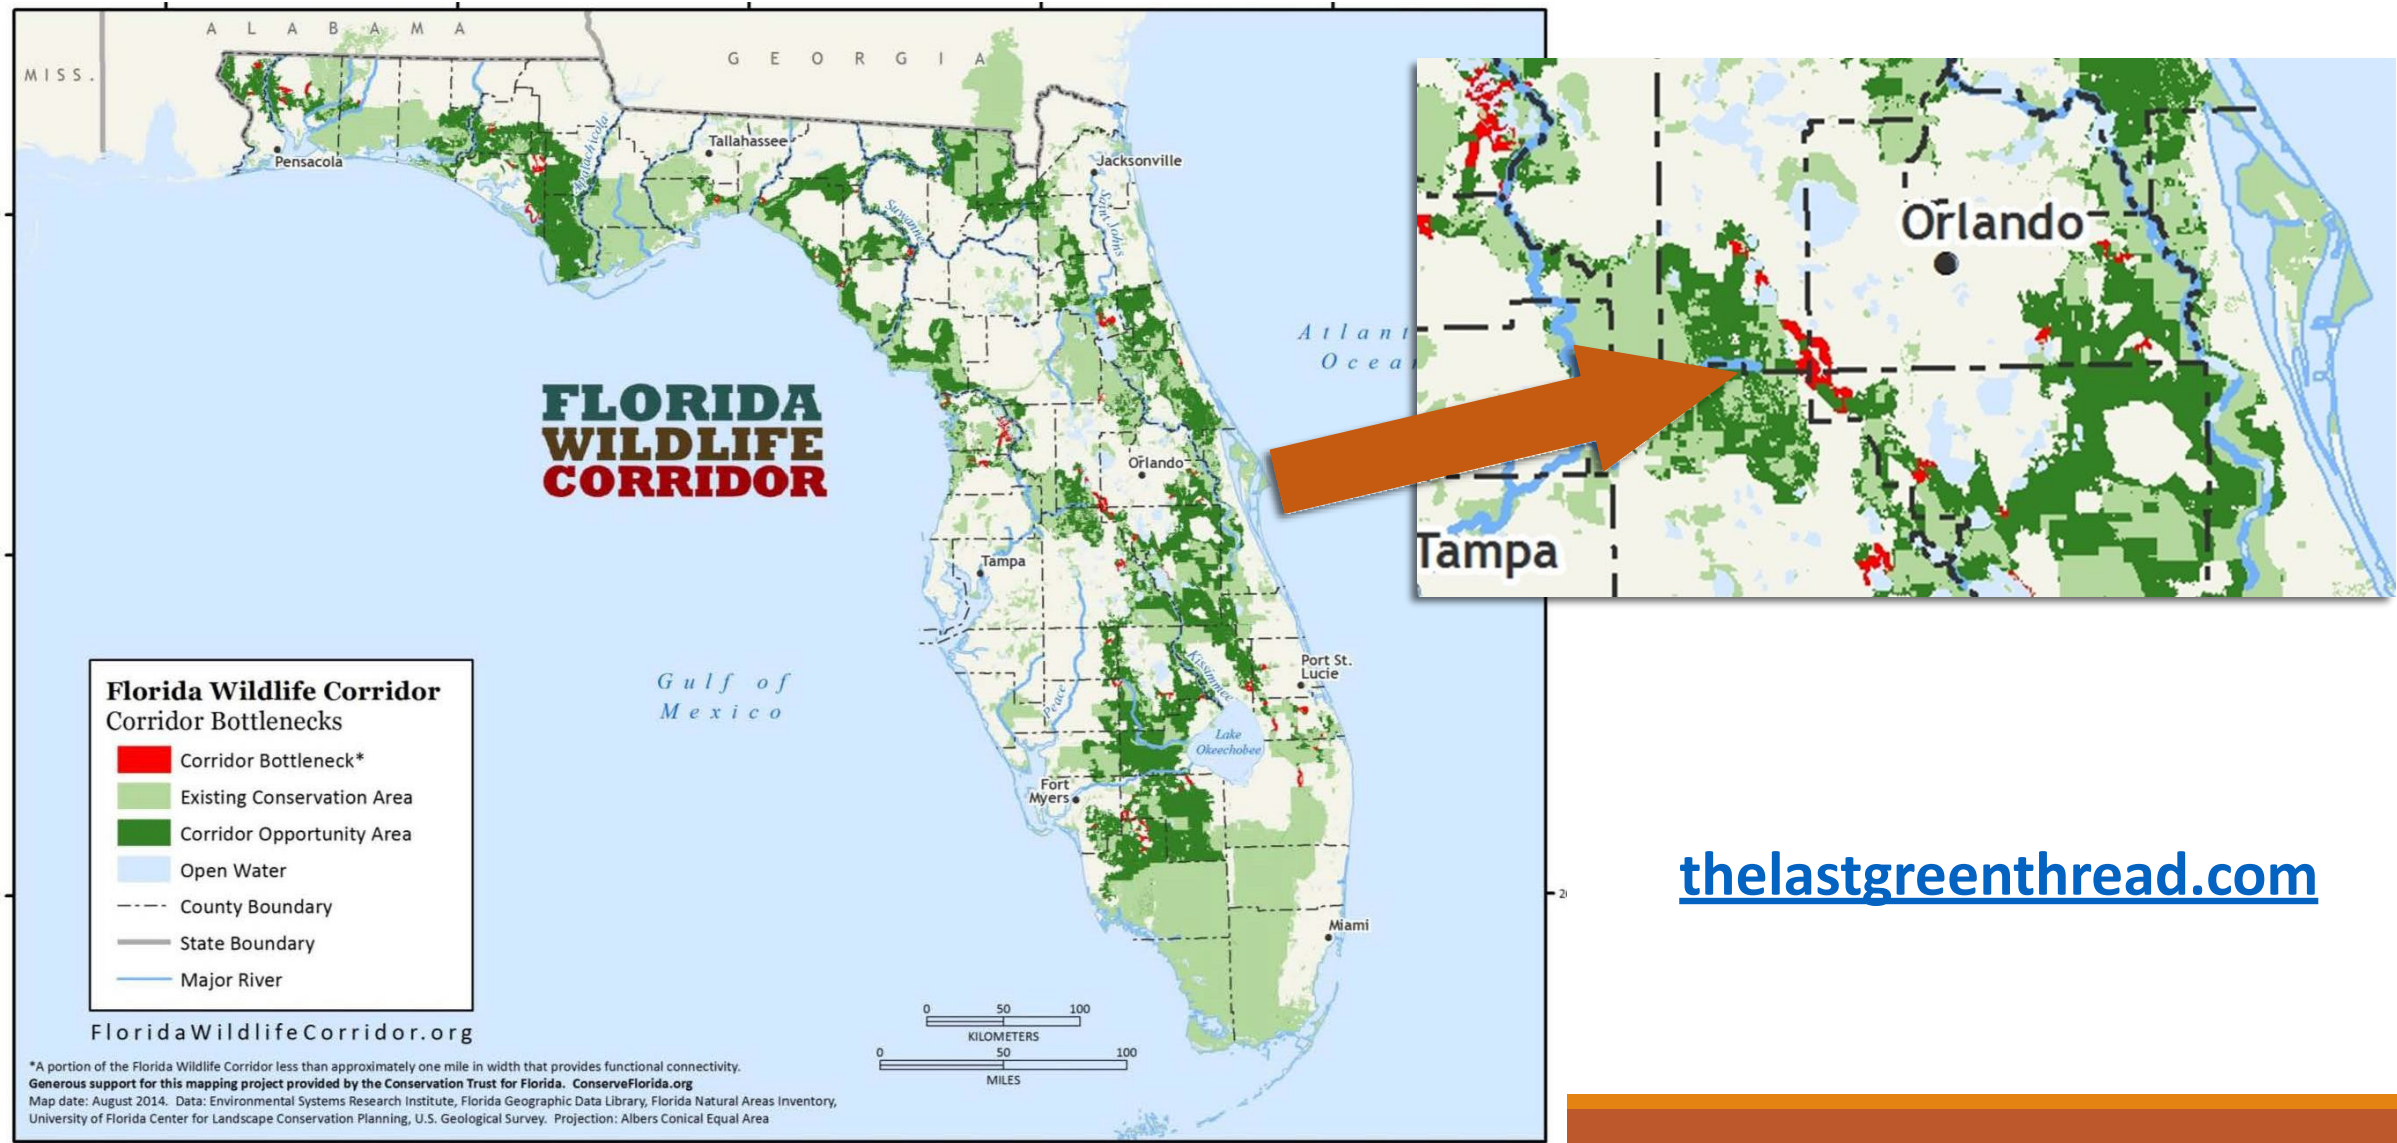 A L A B A M A
G E O R G I A
MISS.
Pensacola
Apalachicola
Tallahassee
Suwannee
Jacksonville
Saint Johns
Atlant
Ocea
FLORIDA
WILDLIFE
CORRIDOR
Orlando
Tampa
Gulf of
Mexico
Peace
Kissimmee
Port St.
Lucie
Lake
Okeechobee
Fort
Myers
Miami
Florida Wildlife Corridor
Corridor Bottlenecks
Corridor Bottleneck*
Existing Conservation Area
Corridor Opportunity Area
Open Water
County Boundary
State Boundary
Major River
FloridaWildlifeCorridor.org
*A portion of the Florida Wildlife Corridor less than approximately one mile in width that provides functional connectivity.
Generous support for this mapping project provided by the Conservation Trust for Florida. ConserveFlorida.org
Map date: August 2014. Data: Environmental Systems Research Institute, Florida Geographic Data Library, Florida Natural Areas Inventory,
University of Florida Center for Landscape Conservation Planning, U.S. Geological Survey. Projection: Albers Conical Equal Area
0 50 100
KILOMETERS
0 50 100
MILES
Orlando
Tampa
thelastgreenthread.com